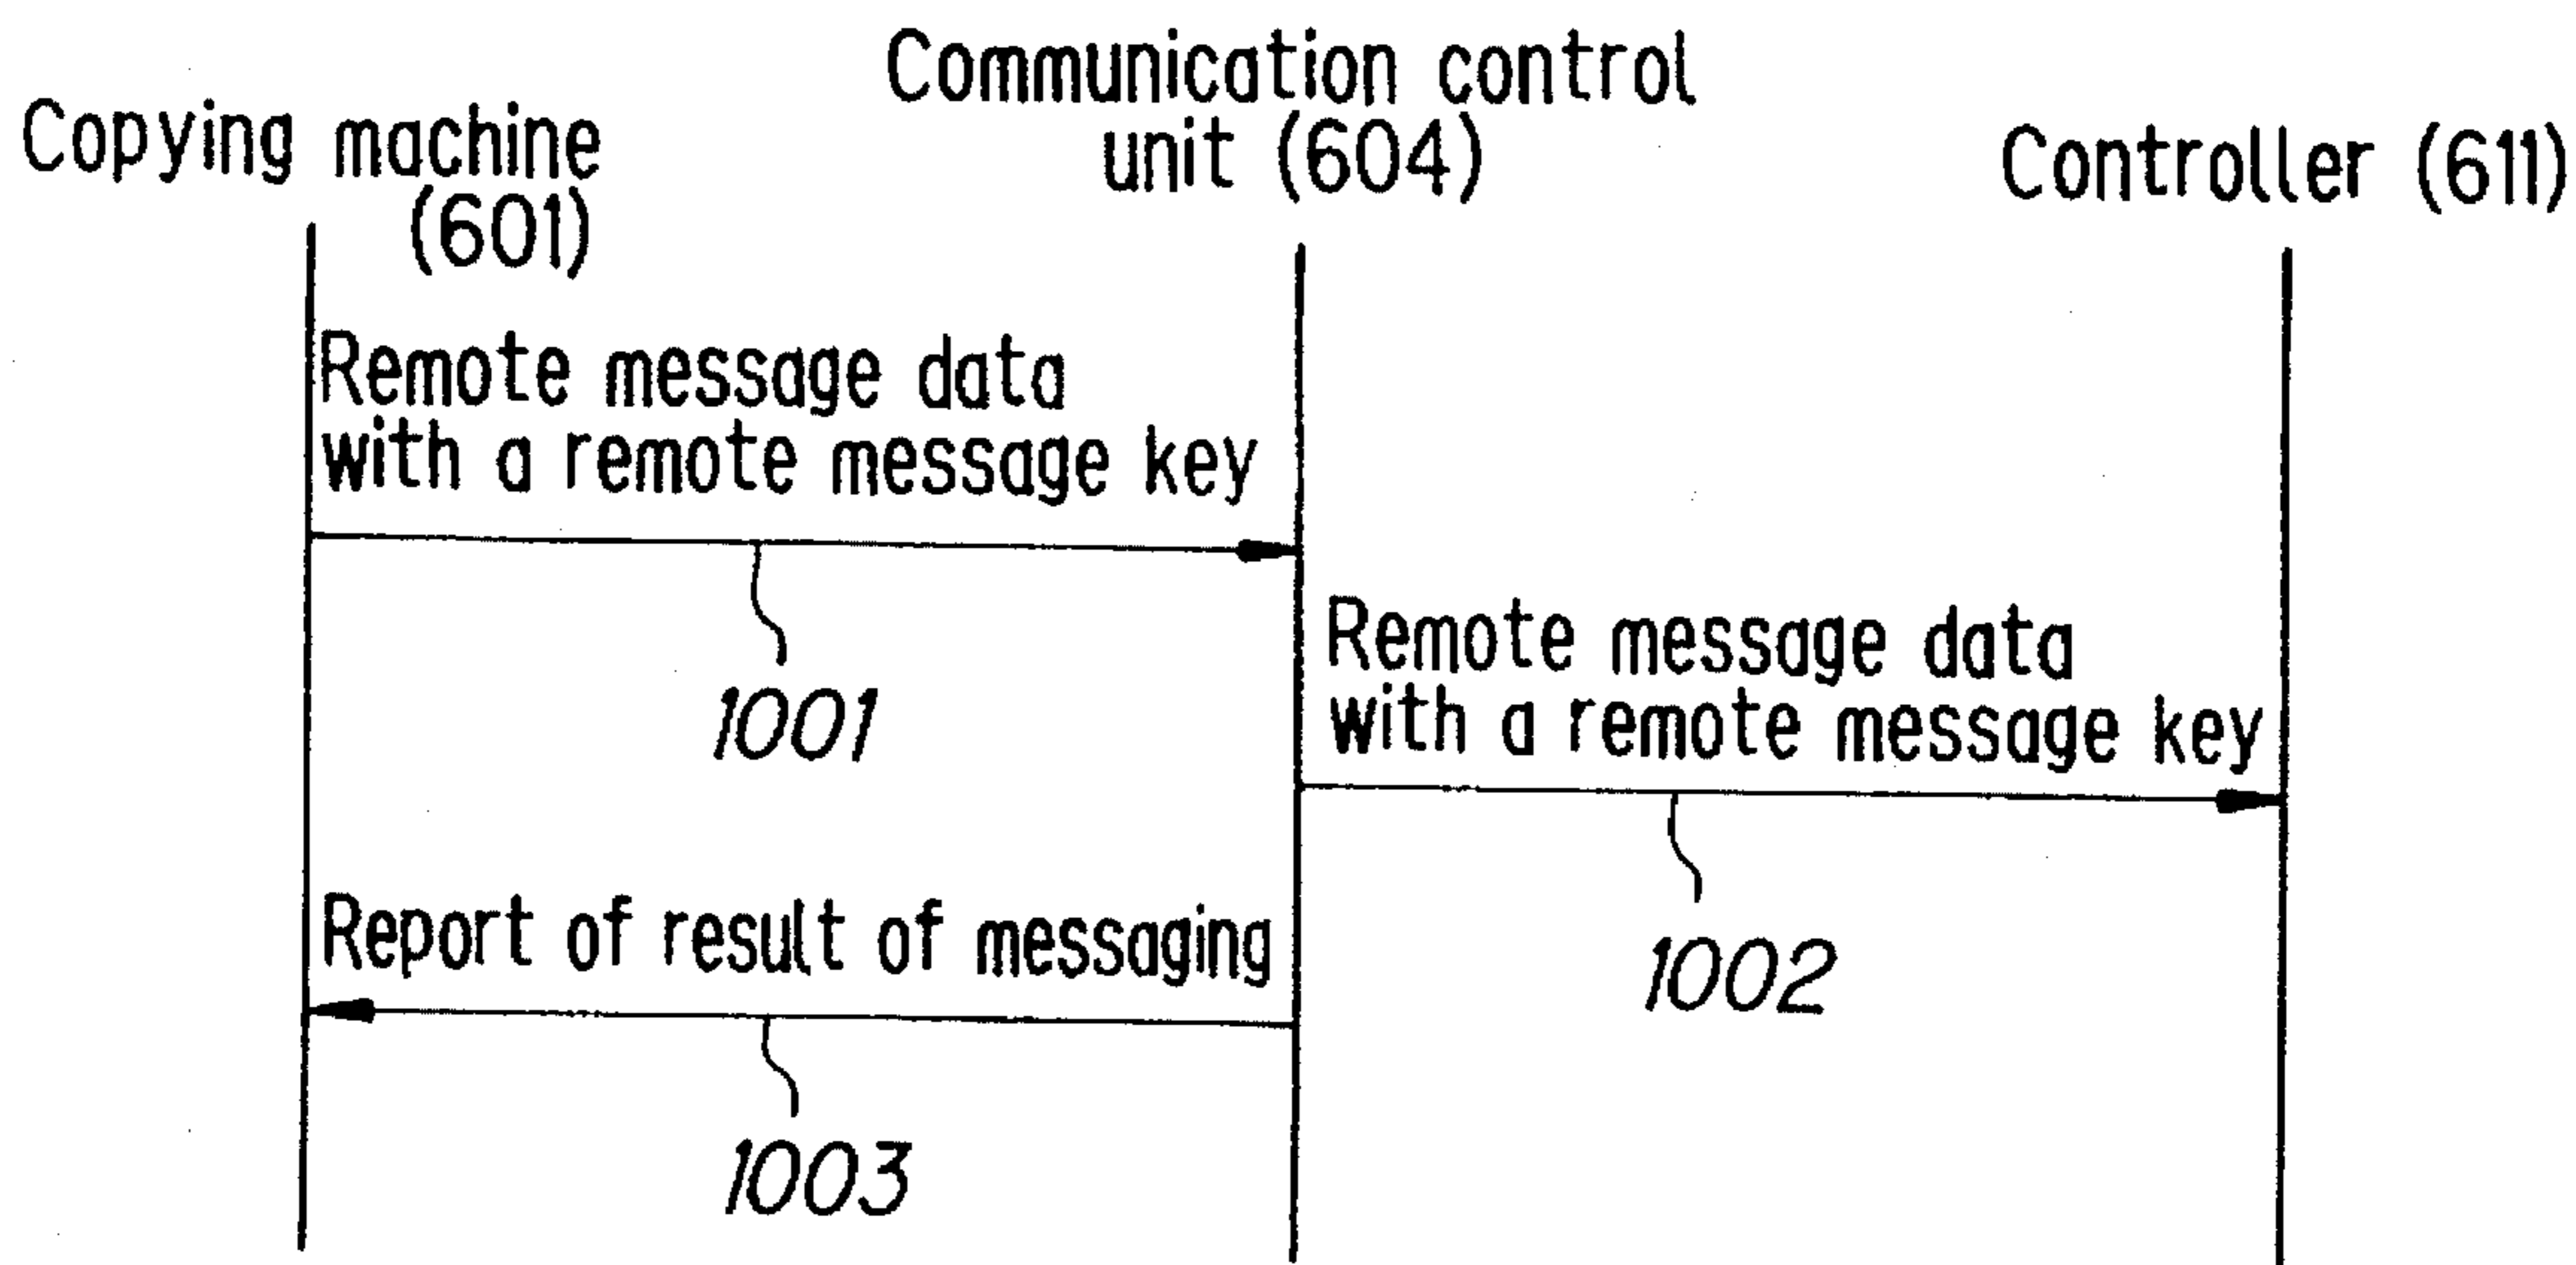 Copying machine
(601)
Communication control
unit (604)
Controller (611)
Remote message data
with a remote message key
1001
Remote message data
with a remote message key
1002
Report of result of messaging
1003